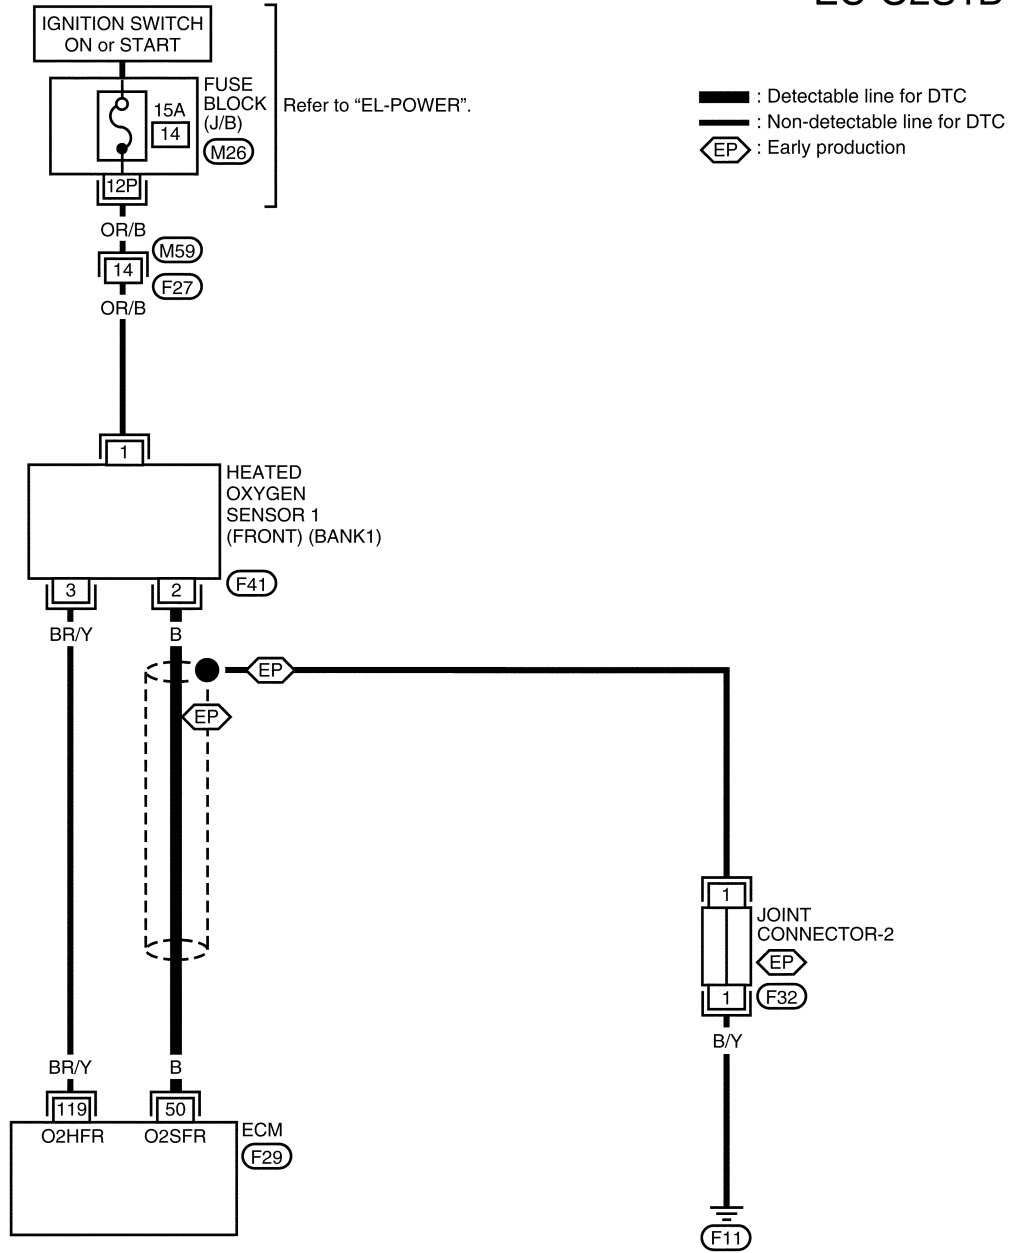 IGNITION SWITCH
ON or START
FUSE
BLOCK
(J/B)
15A
14
M26
Refer to “EL-POWER”.
: Detectable line for DTC
: Non-detectable line for DTC
EP : Early production
12P
OR/B
M59
14
F27
OR/B
1
HEATED
OXYGEN
SENSOR 1
(FRONT) (BANK1)
3
2
F41
BR/Y
B
EP
EP
1
JOINT
CONNECTOR-2
EP
1
F32
B/Y
BR/Y
B
119
50
O2HFR
O2SFR
ECM
F29
F11